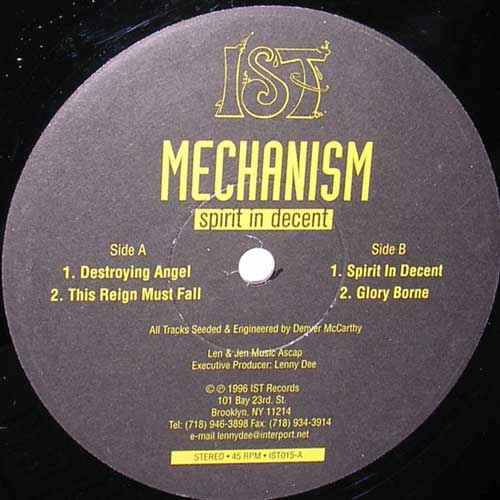 IST
MECHANISM
spirit in decent
Side A
1. Destroying Angel
2. This Reign Must Fall
Side B
1. Spirit In Decent
2. Glory Borne
All Tracks Seeded & Engineered by Denver McCarthy
Len & Jen Music Ascap
Executive Producer: Lenny Dee
© ℗ 1996 IST Records
101 Bay 23rd. St.
Brooklyn, NY 11214
Tel: (718) 946-3898 Fax: (718) 934-3914
e-mail lennydee@interport.net
STEREO • 45 RPM • IST015-A